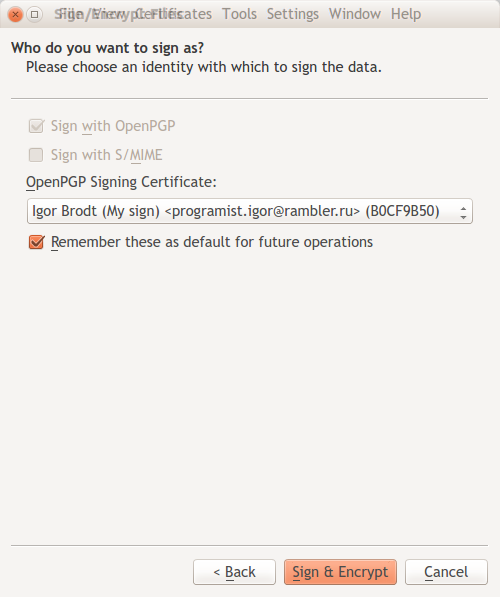 File View Certificates Tools Settings Window Help
Sign/Encrypt Files
Who do you want to sign as?
Please choose an identity with which to sign the data.
Sign with OpenPGP
Sign with S/MIME
OpenPGP Signing Certificate:
Igor Brodt (My sign) <programist.igor@rambler.ru> (B0CF9B50)
Remember these as default for future operations
< Back Sign & Encrypt Cancel